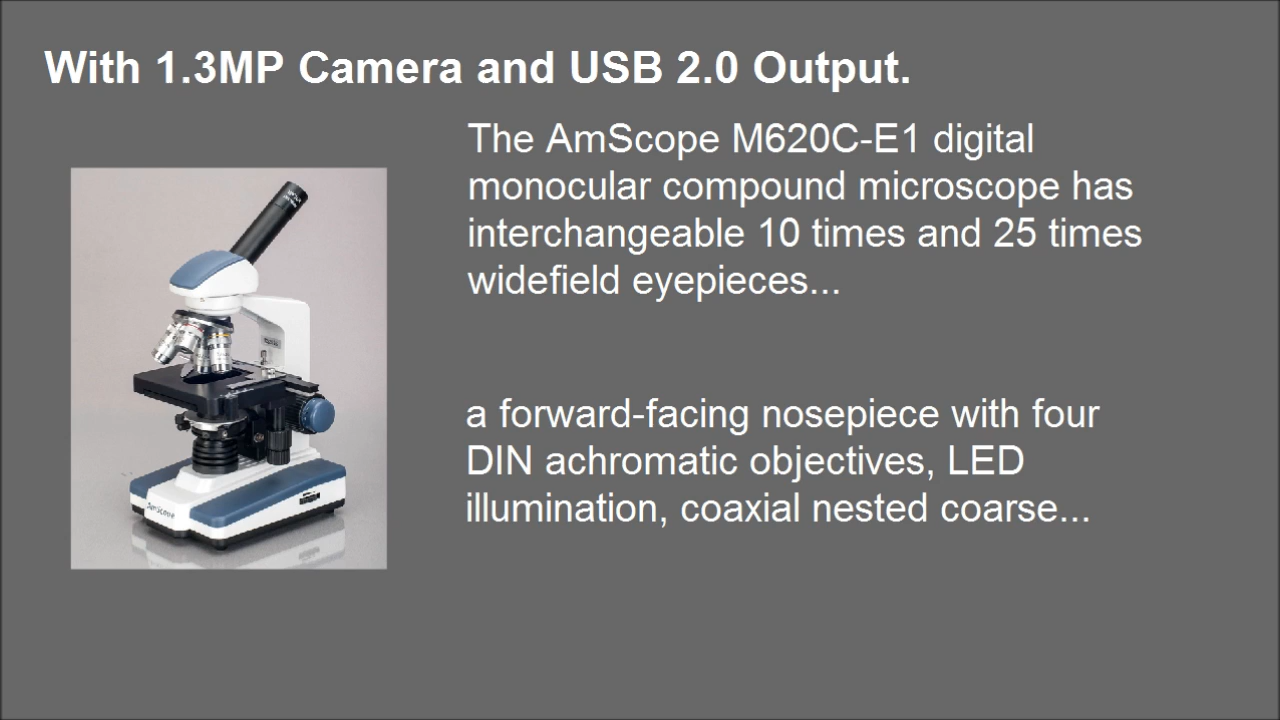 With 1.3MP Camera and USB 2.0 Output.
The AmScope M620C-E1 digital
monocular compound microscope has
interchangeable 10 times and 25 times
widefield eyepieces...
a forward-facing nosepiece with four
DIN achromatic objectives, LED
illumination, coaxial nested coarse...
AmScope